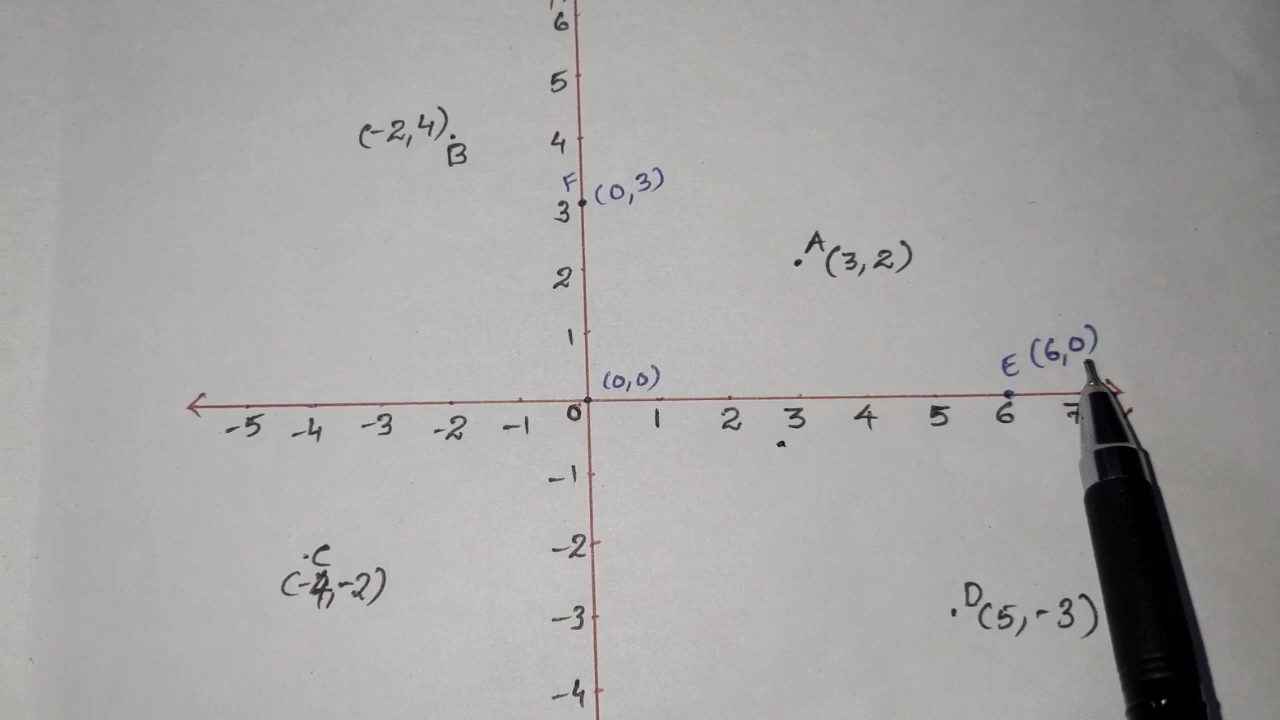 6
5
(-2,4) B
4
F (0,3)
3
A (3,2)
2
1
E (6,0)
(0,0)
-5 -4 -3 -2 -1 0 1 2 3 4 5 6 7
-1
-2
C
(-4,-2)
D (5,-3)
-3
-4